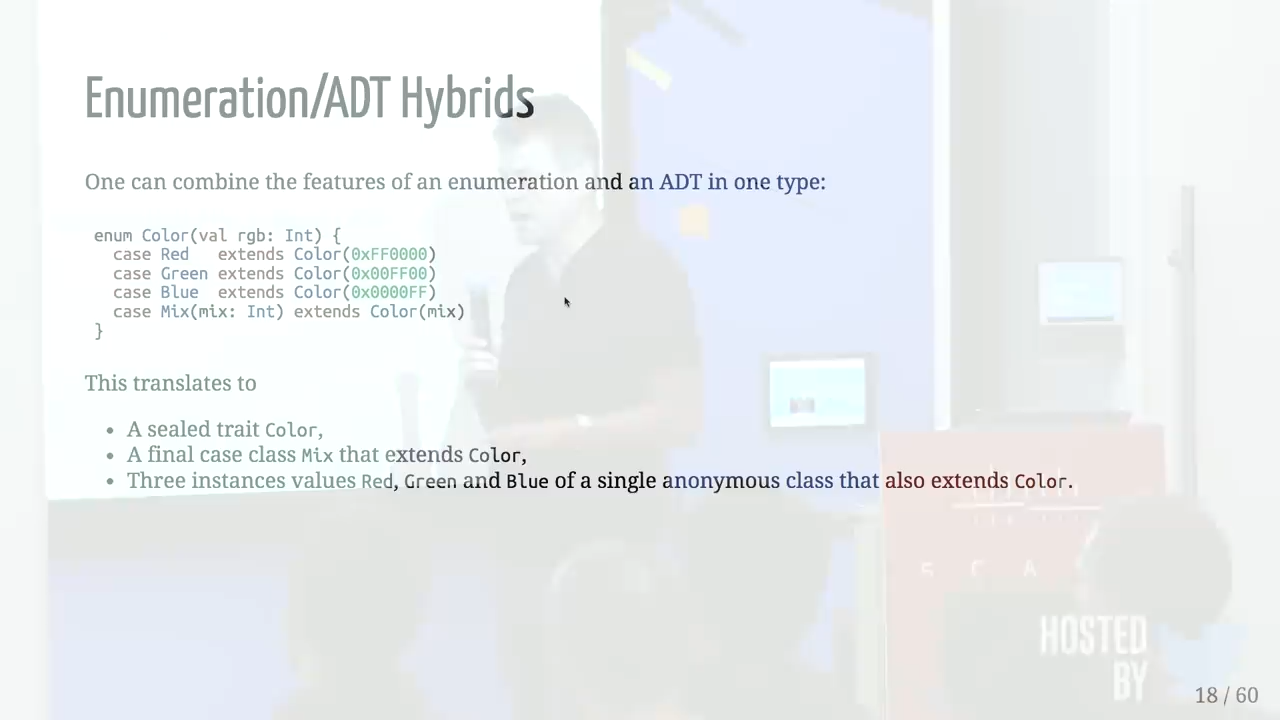 Enumeration/ADT Hybrids
One can combine the features of an enumeration and an ADT in one type:
enum Color(val rgb: Int) {
  case Red   extends Color(0xFF0000)
  case Green extends Color(0x00FF00)
  case Blue  extends Color(0x0000FF)
  case Mix(mix: Int) extends Color(mix)
}
This translates to
• A sealed trait Color,
• A final case class Mix that extends Color,
• Three instances values Red, Green and Blue of a single anonymous class that also extends Color.
S C A
HOSTED
BY
18 / 60